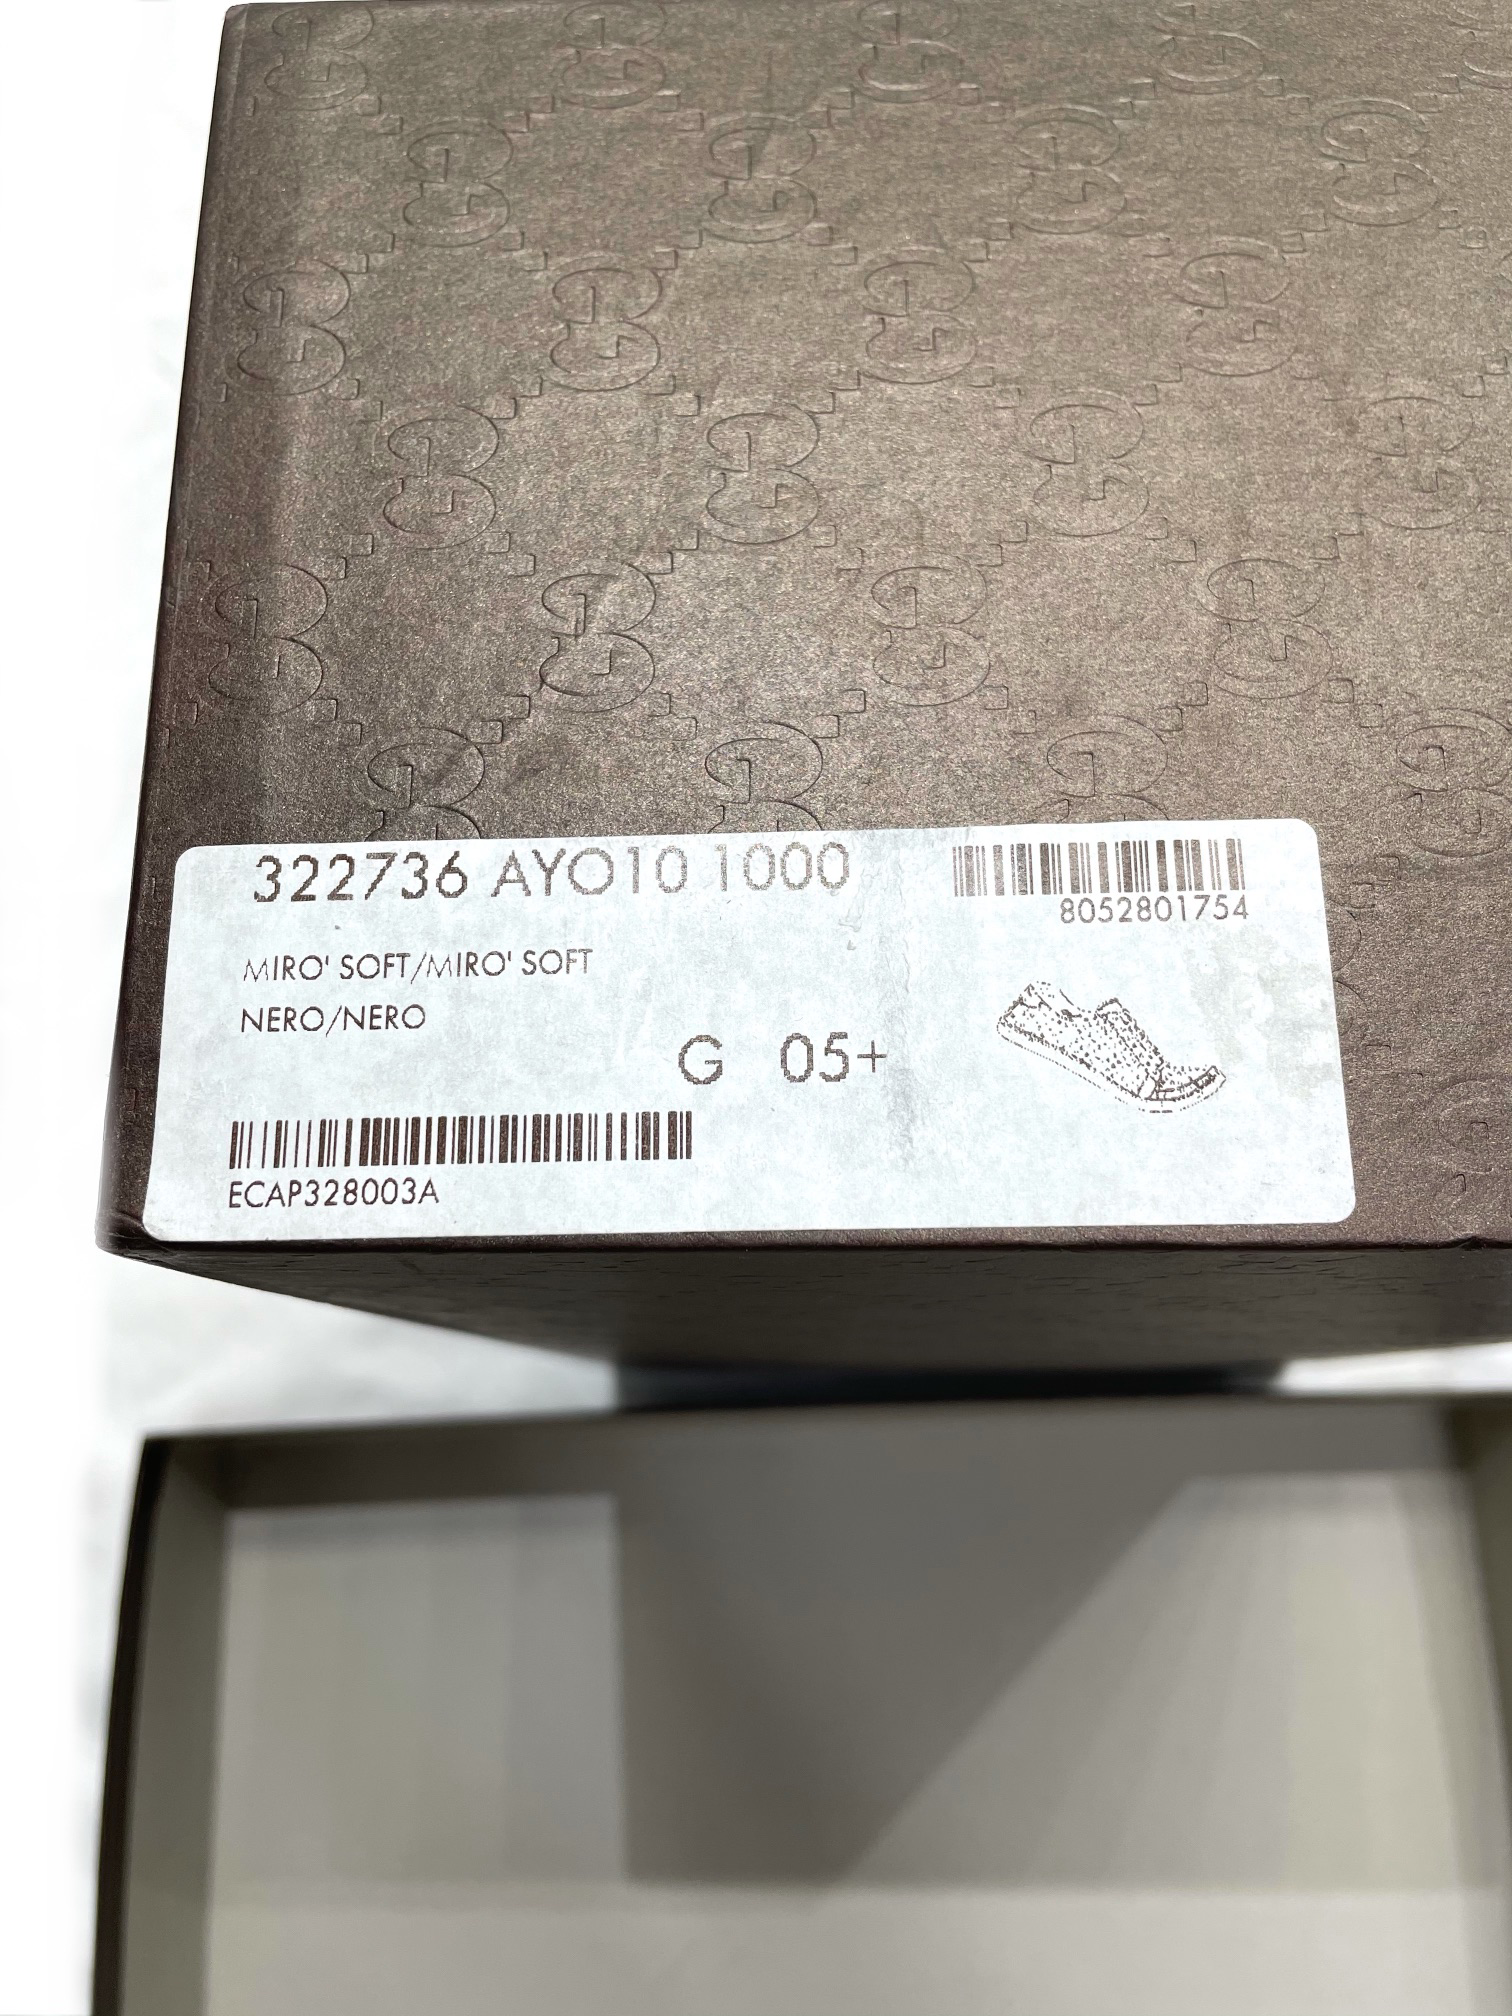 322736 AYO10 1000
8052801754
MIRO' SOFT/MIRO' SOFT
NERO/NERO
G 05+
ECAP328003A